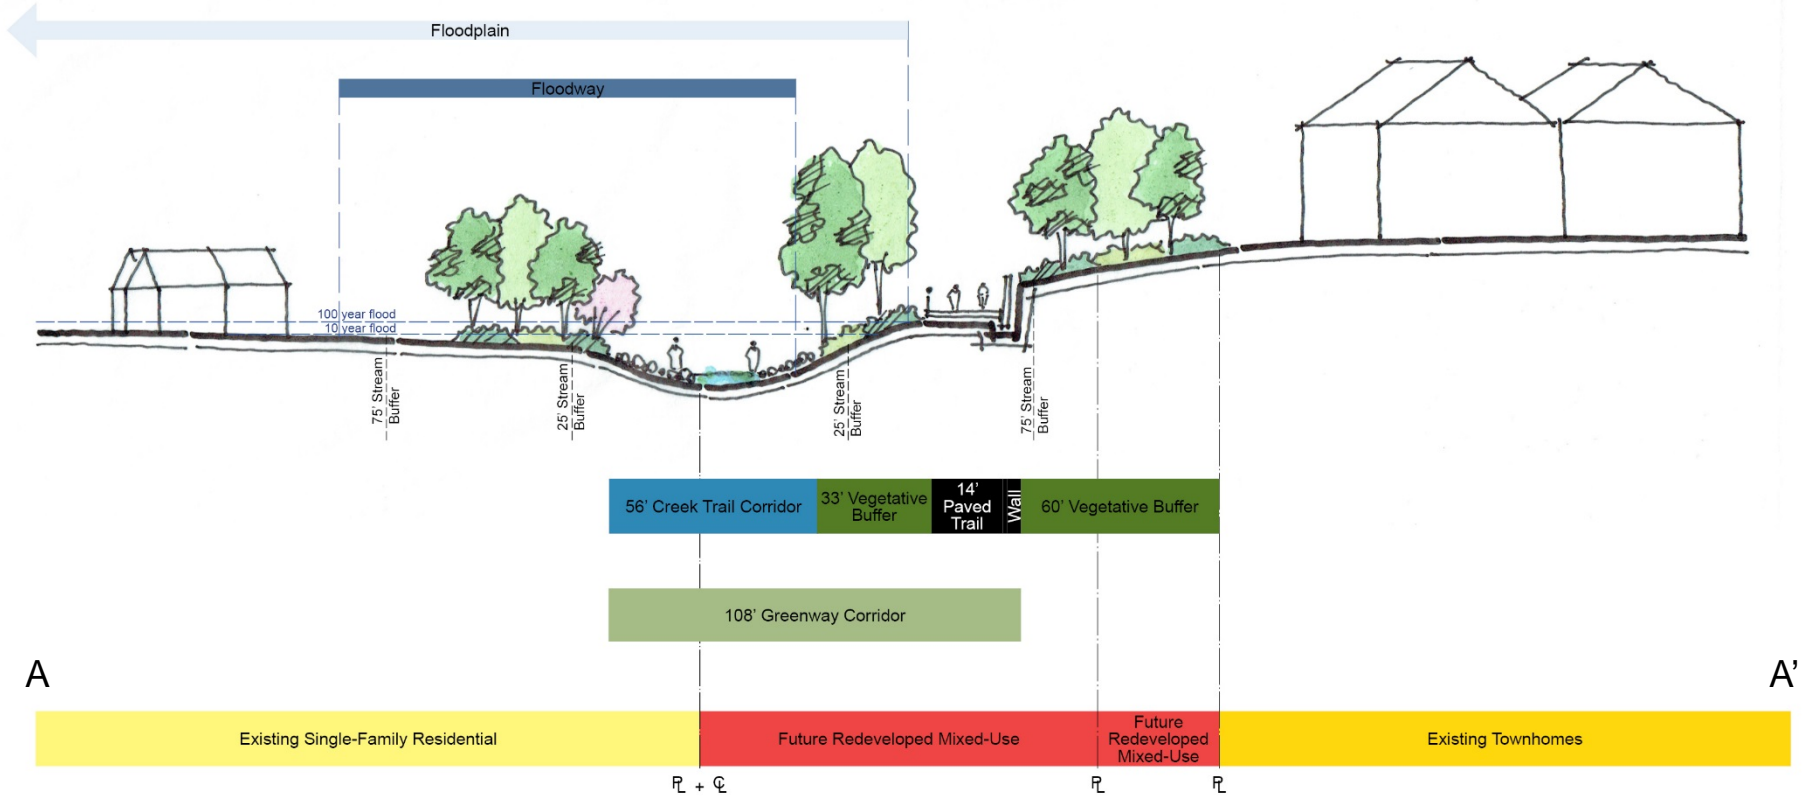 Floodplain
Floodway
100 year flood
10 year flood
75' Stream
Buffer
25' Stream
Buffer
25' Stream
Buffer
75' Stream
Buffer
56' Creek Trail Corridor
33' Vegetative
Buffer
14'
Paved
Trail
Wall
60' Vegetative Buffer
108' Greenway Corridor
A
A'
Existing Single-Family Residential
Future Redeveloped Mixed-Use
Future
Redeveloped
Mixed-Use
Existing Townhomes
PL + CL
PL
PL